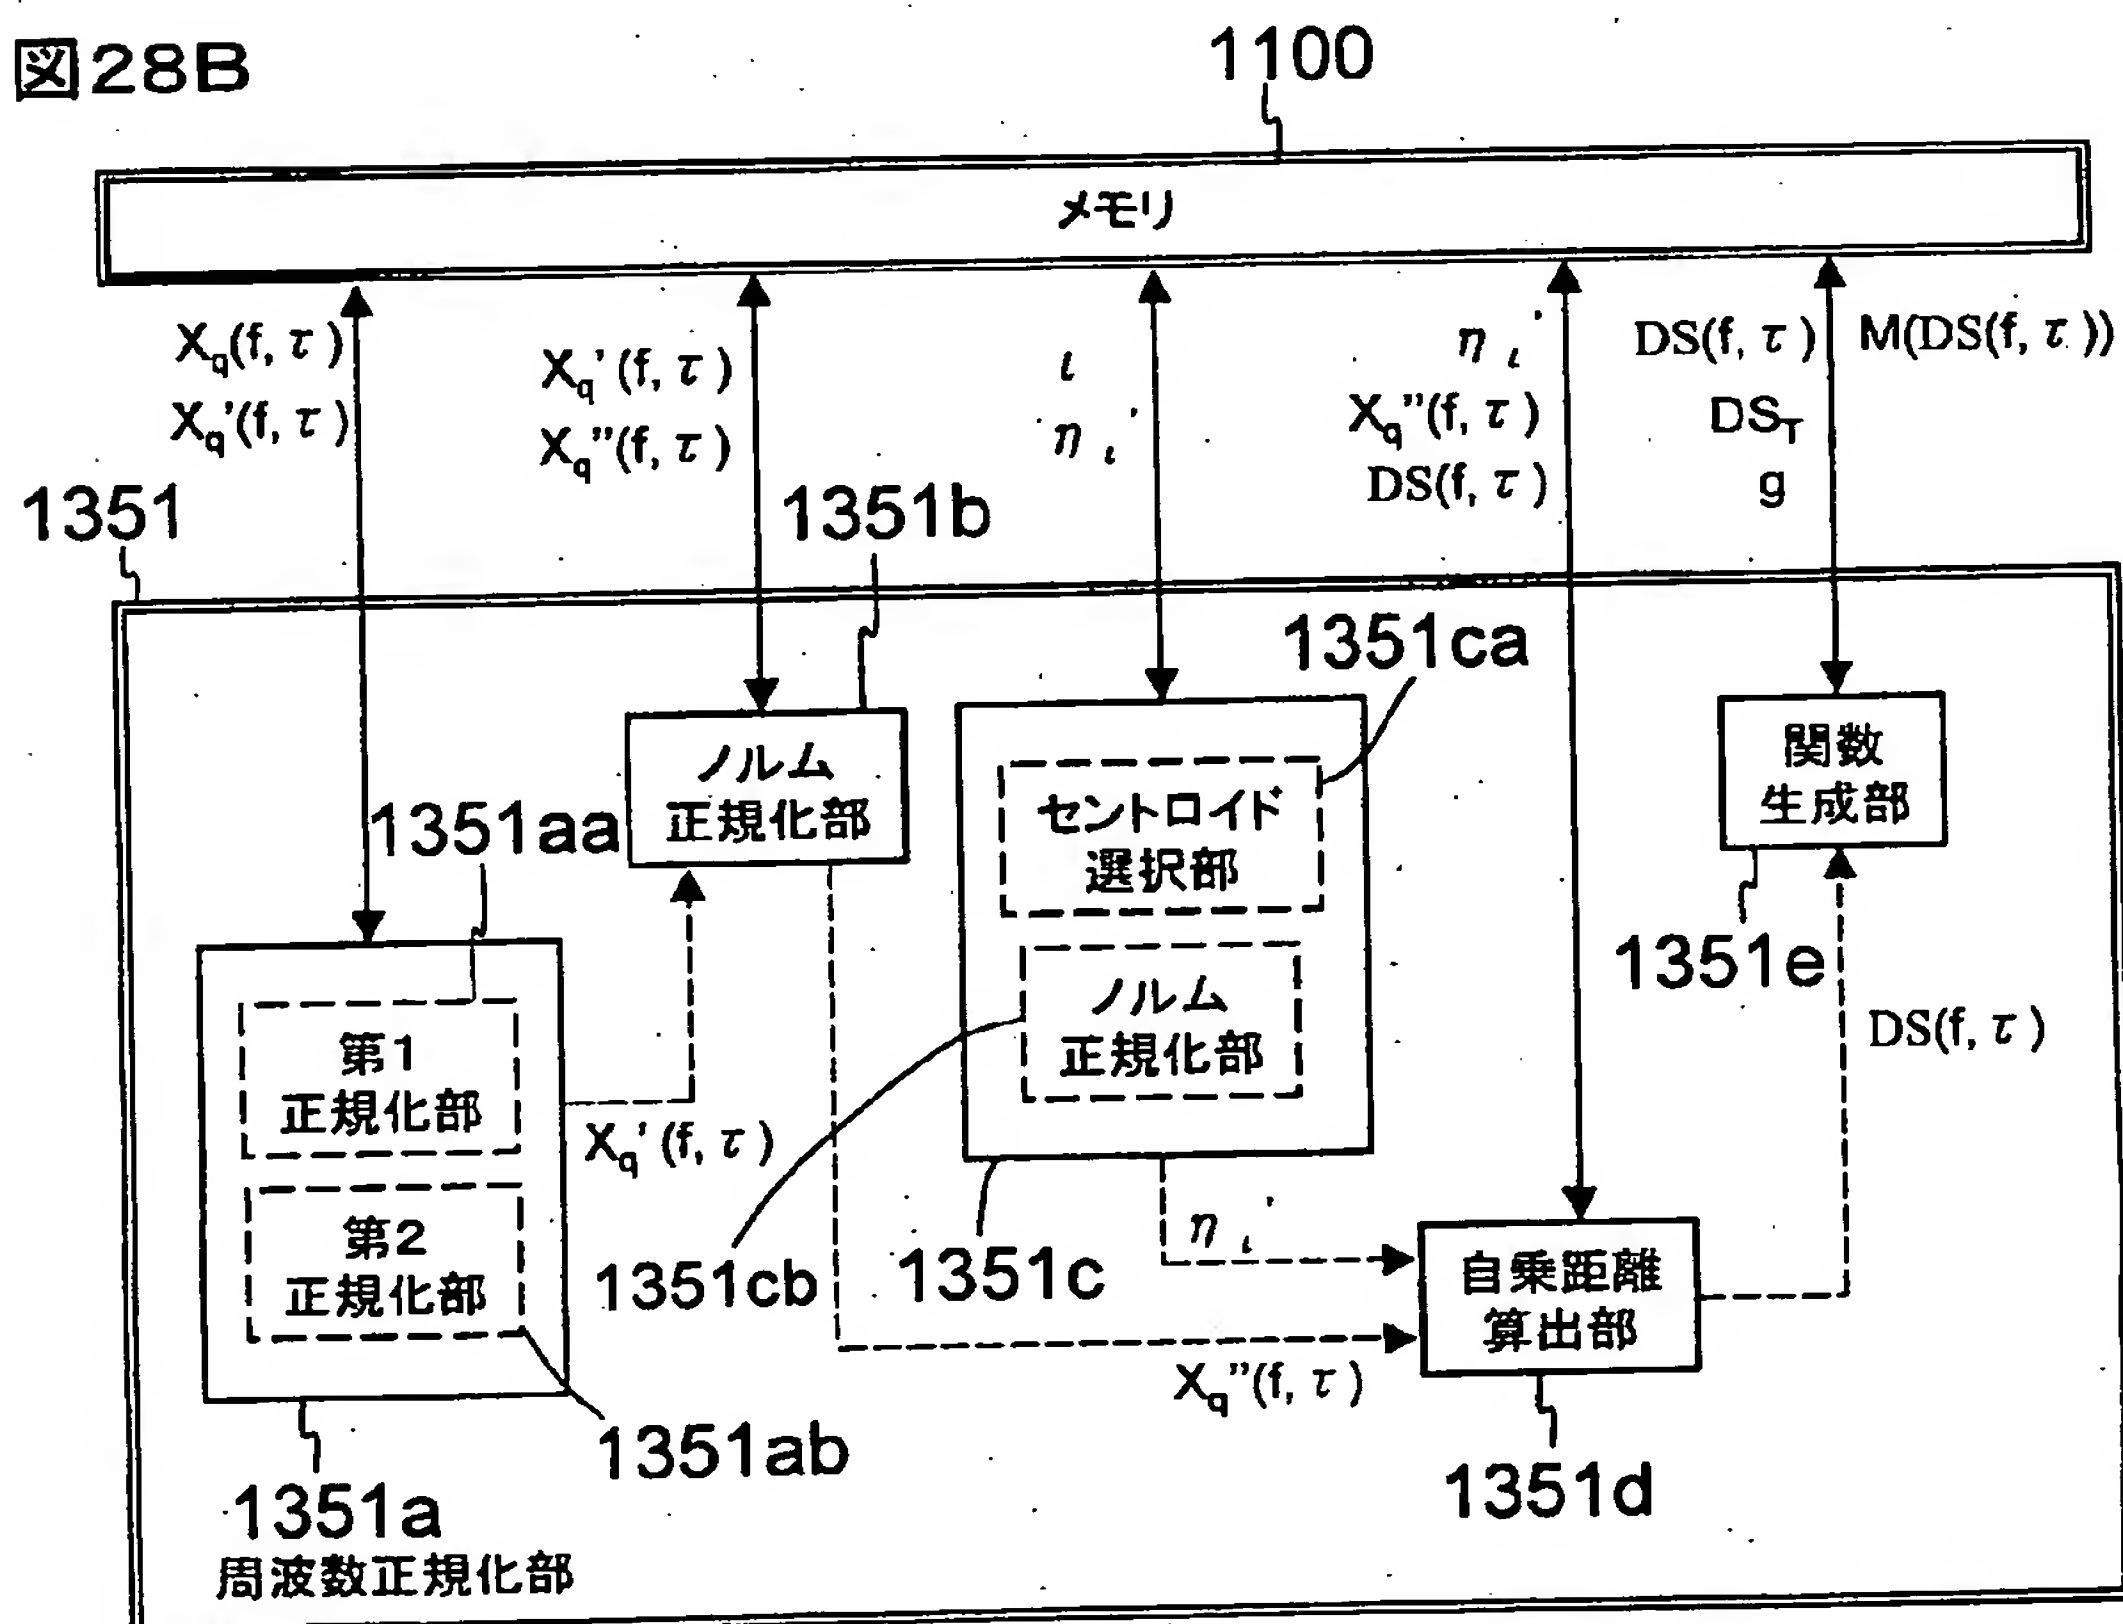 図28B
1100
メモリ
Xq(f, τ)
Xq'(f, τ)
Xq'(f, τ)
Xq''(f, τ)
ι
ηι'
ηι'
Xq''(f, τ)
DS(f, τ)
DS(f, τ) M(DS(f, τ))
DST
g
1351
1351b
1351ca
ノルム
正規化部
セントロイド
選択部
関数
生成部
1351aa
1351e
ノルム
正規化部
DS(f, τ)
第1
正規化部
Xq'(f, τ)
第2
正規化部
1351cb
1351c
ηι'
自乗距離
算出部
Xq''(f, τ)
1351ab
1351d
1351a
周波数正規化部